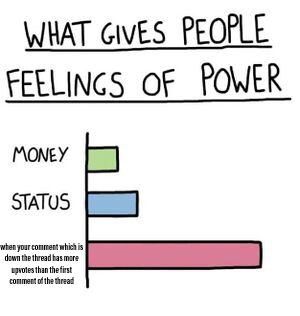 WHAT GIVES PEOPLE
FEELINGS OF POWER
MONEY
STATUS
when your comment which is
down the thread has more
upvotes than the first
comment of the thread